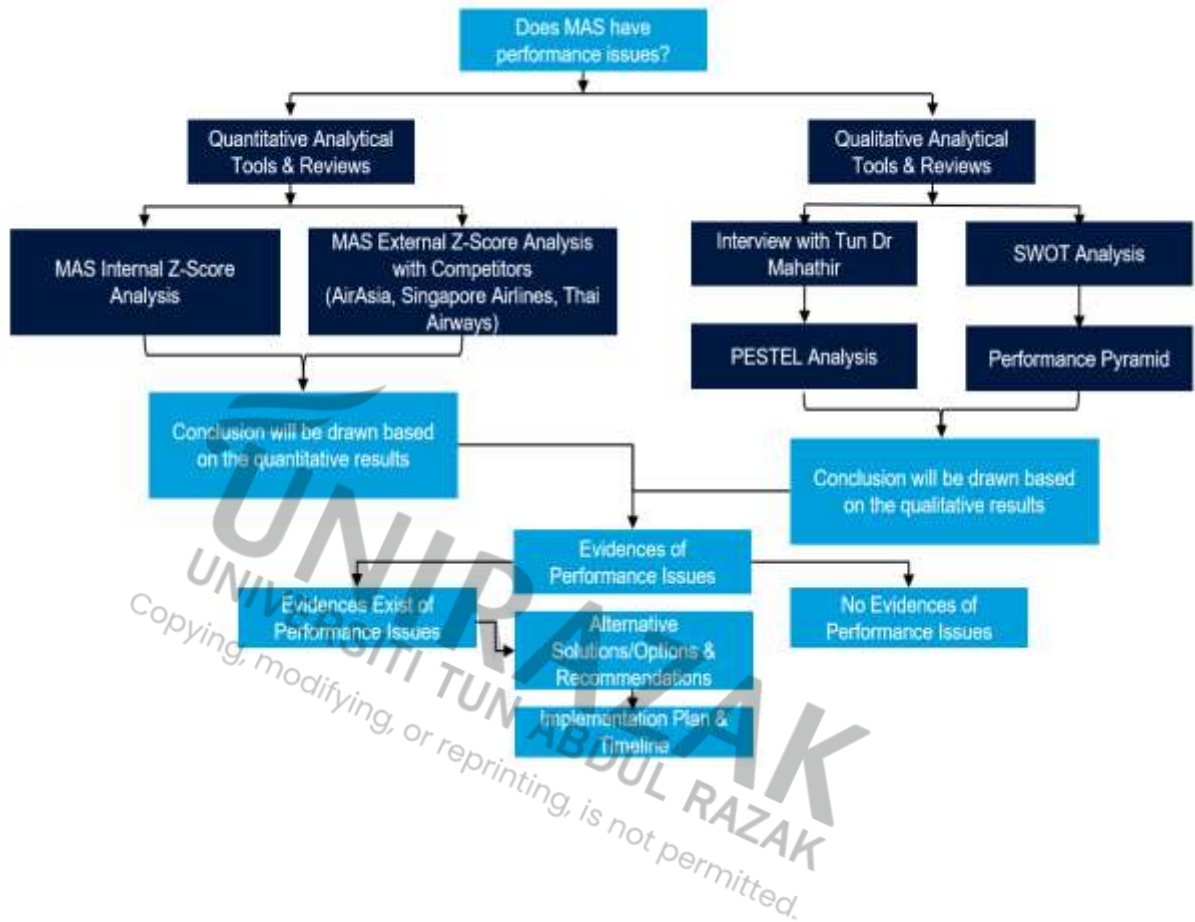 Does MAS have
performance issues?
Quantitative Analytical
Tools & Reviews
Qualitative Analytical
Tools & Reviews
MAS Internal Z-Score
Analysis
MAS External Z-Score Analysis
with Competitors
(AirAsia, Singapore Airlines, Thai
Airways)
Interview with Tun Dr
Mahathir
SWOT Analysis
PESTEL Analysis
Performance Pyramid
Conclusion will be drawn based
on the quantitative results
Conclusion will be drawn based
on the qualitative results
Evidences of
Performance Issues
Evidences Exist of
Performance Issues
Alternative
Solutions/Options &
Recommendations
No Evidences of
Performance Issues
Implementation Plan &
Timeline
UNIRAZAK
UNIVERSITI TUN ABDUL RAZAK
Copying, modifying, or reprinting, is not permitted.